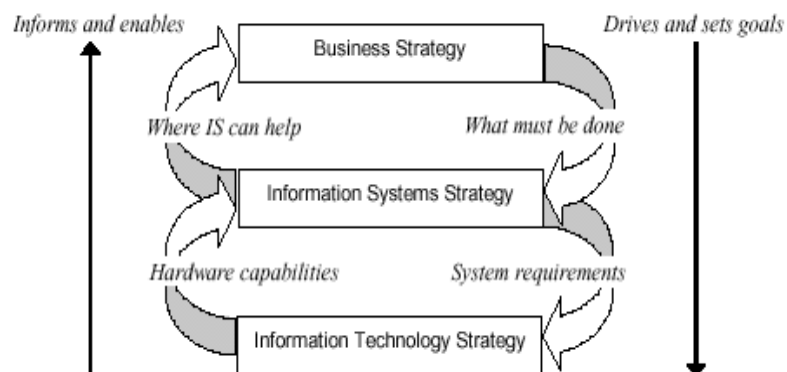 Informs and enables
Drives and sets goals
Business Strategy
Where IS can help
What must be done
Information Systems Strategy
Hardware capabilities
System requirements
Information Technology Strategy